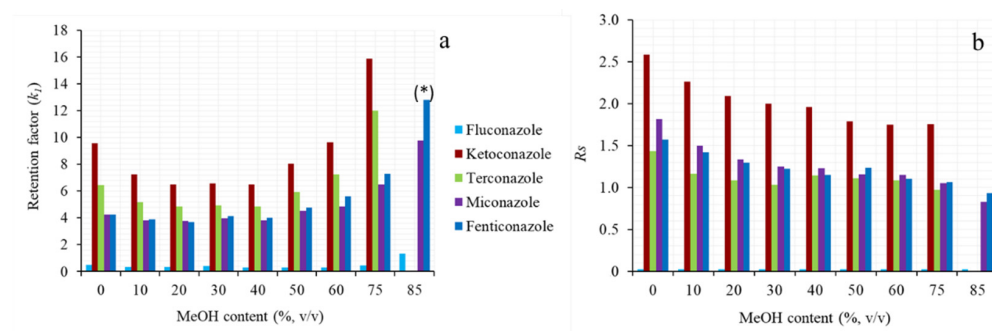 a
18
16
14
12
10
8
6
4
2
0
Retention factor (k1)
(*)
0 10 20 30 40 50 60 75 85
MeOH content (%, v/v)
Fluconazole
Ketoconazole
Terconazole
Miconazole
Fenticonazole
b
3.0
2.5
2.0
1.5
1.0
0.5
0
Rs
0 10 20 30 40 50 60 75 85
MeOH content (%, v/v)